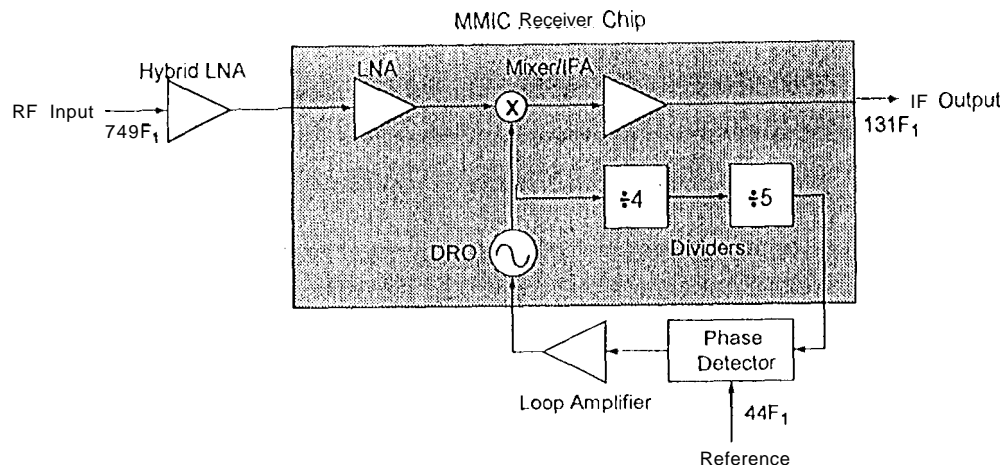 MMIC Receiver Chip
Hybrid LNA
LNA
Mixer/IFA
RF Input
749F₁
X
IF Output
131F₁
÷4
÷5
DRO
Dividers
Phase
Detector
Loop Amplifier
44F₁
Reference